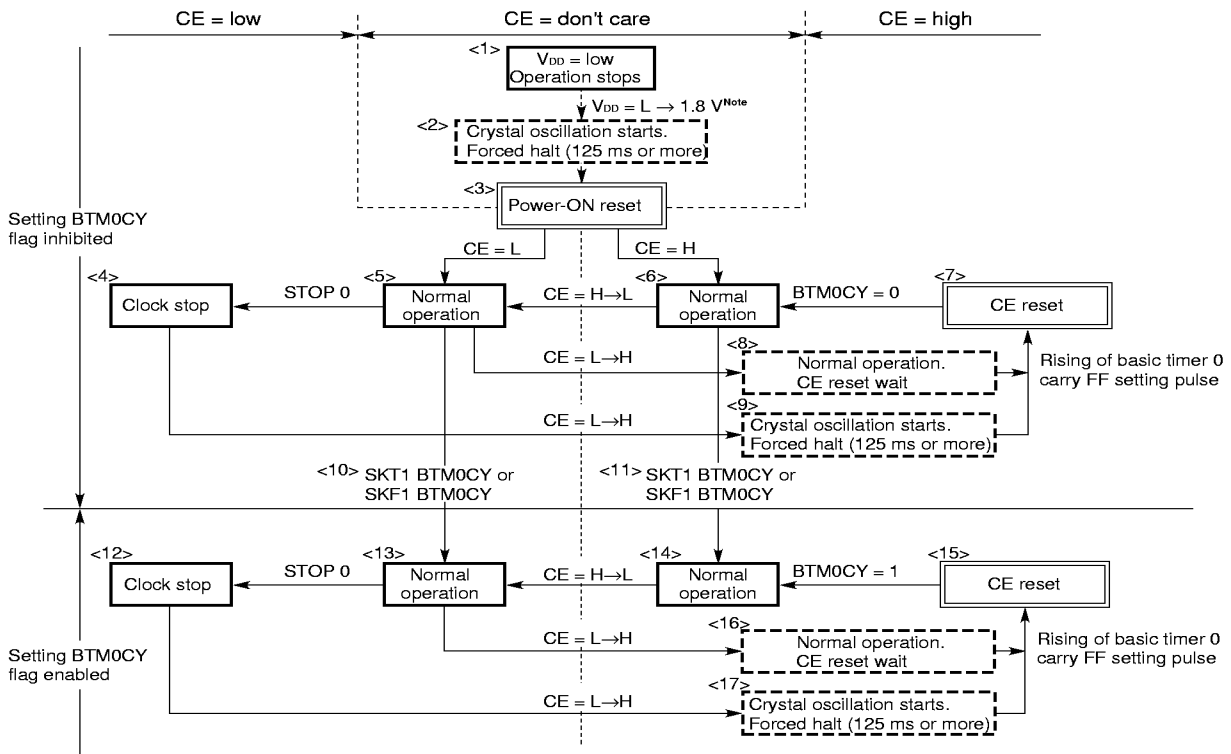 CE = low
CE = don't care
CE = high
<1>
VDD = low
Operation stops
VDD = L → 1.8 VNote
<2>
Crystal oscillation starts.
Forced halt (125 ms or more)
<3>
Power-ON reset
Setting BTM0CY
flag inhibited
CE = L
CE = H
<4>
Clock stop
STOP 0
<5>
Normal
operation
CE = H→L
<6>
Normal
operation
BTM0CY = 0
<7>
CE reset
CE = L→H
<8>
Normal operation.
CE reset wait
Rising of basic timer 0
carry FF setting pulse
CE = L→H
<9>
Crystal oscillation starts.
Forced halt (125 ms or more)
<10>
SKT1 BTM0CY or
SKF1 BTM0CY
<11>
SKT1 BTM0CY or
SKF1 BTM0CY
<12>
Clock stop
STOP 0
<13>
Normal
operation
CE = H→L
<14>
Normal
operation
BTM0CY = 1
<15>
CE reset
Setting BTM0CY
flag enabled
CE = L→H
<16>
Normal operation.
CE reset wait
Rising of basic timer 0
carry FF setting pulse
CE = L→H
<17>
Crystal oscillation starts.
Forced halt (125 ms or more)